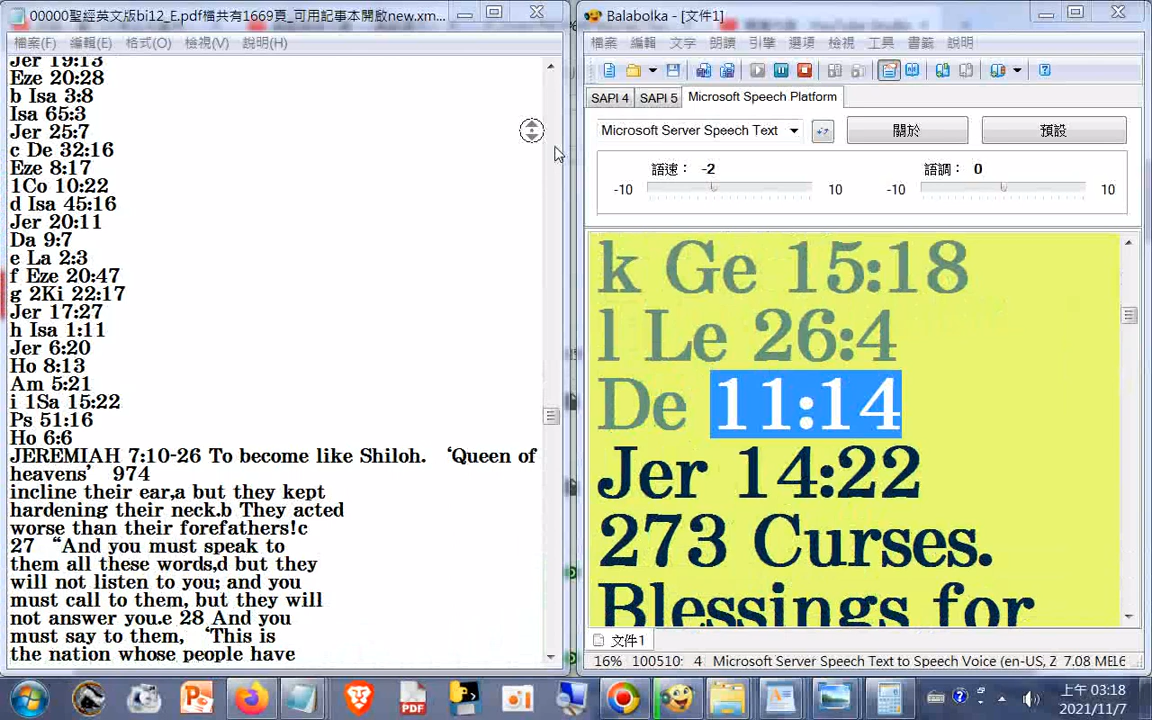 00000聖經英文版bi12_E.pdf檔共有1669頁_可用記事本開啟new.xm...
檔案(F) 編輯(E) 格式(O) 檢視(V) 說明(H)
Jer 19:13
Eze 20:28
b Isa 3:8
Isa 65:3
Jer 25:7
c De 32:16
Eze 8:17
1Co 10:22
d Isa 45:16
Jer 20:11
Da 9:7
e La 2:3
f Eze 20:47
g 2Ki 22:17
Jer 17:27
h Isa 1:11
Jer 6:20
Ho 8:13
Am 5:21
i 1Sa 15:22
Ps 51:16
Ho 6:6
JEREMIAH 7:10-26 To become like Shiloh. ‘Queen of
heavens’ 974
incline their ear,a but they kept
hardening their neck.b They acted
worse than their forefathers!c
27 “And you must speak to
them all these words,d but they
will not listen to you; and you
must call to them, but they will
not answer you.e 28 And you
must say to them, ‘This is
the nation whose people have
Balabolka - [文件1]
檔案 編輯 文字 朗讀 引擎 選項 檢視 工具 書籤 說明
SAPI 4 SAPI 5 Microsoft Speech Platform
Microsoft Server Speech Text 關於 預設
語速： -2 語調： 0
-10 10 -10 10
k Ge 15:18
l Le 26:4
De 11:14
Jer 14:22
273 Curses.
Blessings for
文件1
16% 100510: 4 Microsoft Server Speech Text to Speech Voice (en-US, Z 7.08 MEL6
PDF
上午 03:18
2021/11/7